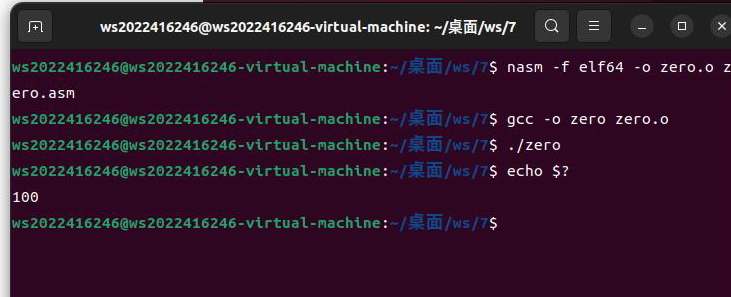 ws2022416246@ws2022416246-virtual-machine: ~/桌面/ws/7
ws2022416246@ws2022416246-virtual-machine:~/桌面/ws/7$ nasm -f elf64 -o zero.o z
ero.asm
ws2022416246@ws2022416246-virtual-machine:~/桌面/ws/7$ gcc -o zero zero.o
ws2022416246@ws2022416246-virtual-machine:~/桌面/ws/7$ ./zero
ws2022416246@ws2022416246-virtual-machine:~/桌面/ws/7$ echo $?
100
ws2022416246@ws2022416246-virtual-machine:~/桌面/ws/7$